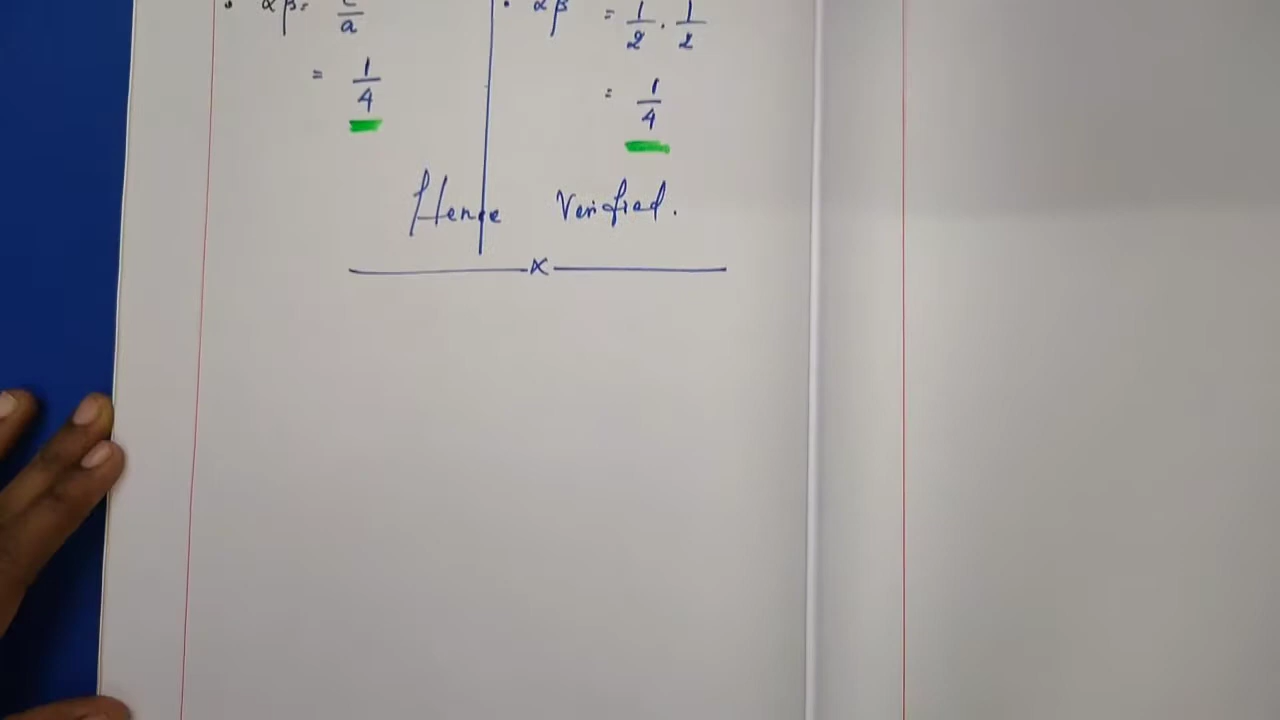 αβ = c/a
= 1/4
αβ = 1/2 . 1/2
= 1/4
Hence Verified.
x